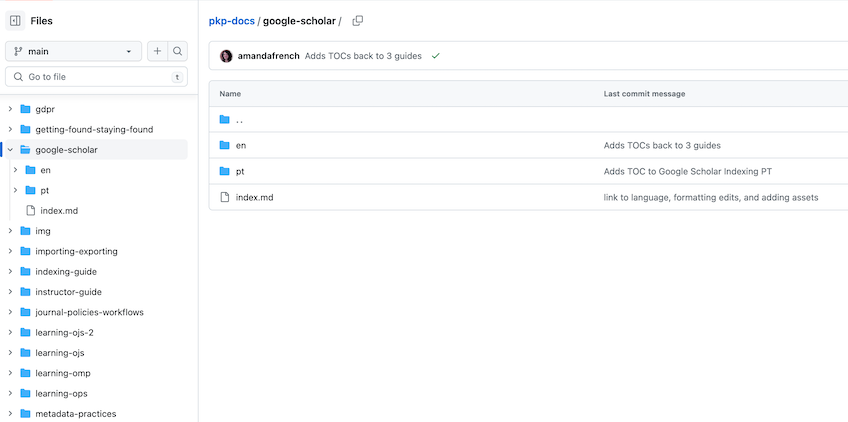 Files
main
Go to file
t
gdpr
getting-found-staying-found
google-scholar
en
pt
index.md
img
importing-exporting
indexing-guide
instructor-guide
journal-policies-workflows
learning-ojs-2
learning-ojs
learning-omp
learning-ops
metadata-practices
pkp-docs / google-scholar /
amandafrench Adds TOCs back to 3 guides
Name Last commit message
..
en Adds TOCs back to 3 guides
pt Adds TOC to Google Scholar Indexing PT
index.md link to language, formatting edits, and adding assets